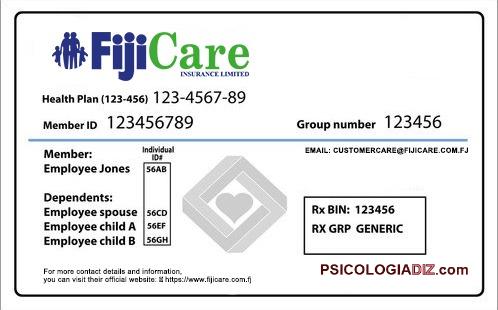 FijiCare
INSURANCE LIMITED
Health Plan (123-456) 123-4567-89
Member ID 123456789
Group number 123456
EMAIL: CUSTOMERCARE@FIJICARE.COM.FJ
Individual
ID#
Member:
Employee Jones 56AB
Dependents:
Employee spouse 56CD
Employee child A 56EF
Employee child B 56GH
Rx BIN: 123456
RX GRP GENERIC
PSICOLOGIADIZ.com
For more contact details and information,
you can visit their official website: https://www.fijicare.com.fj